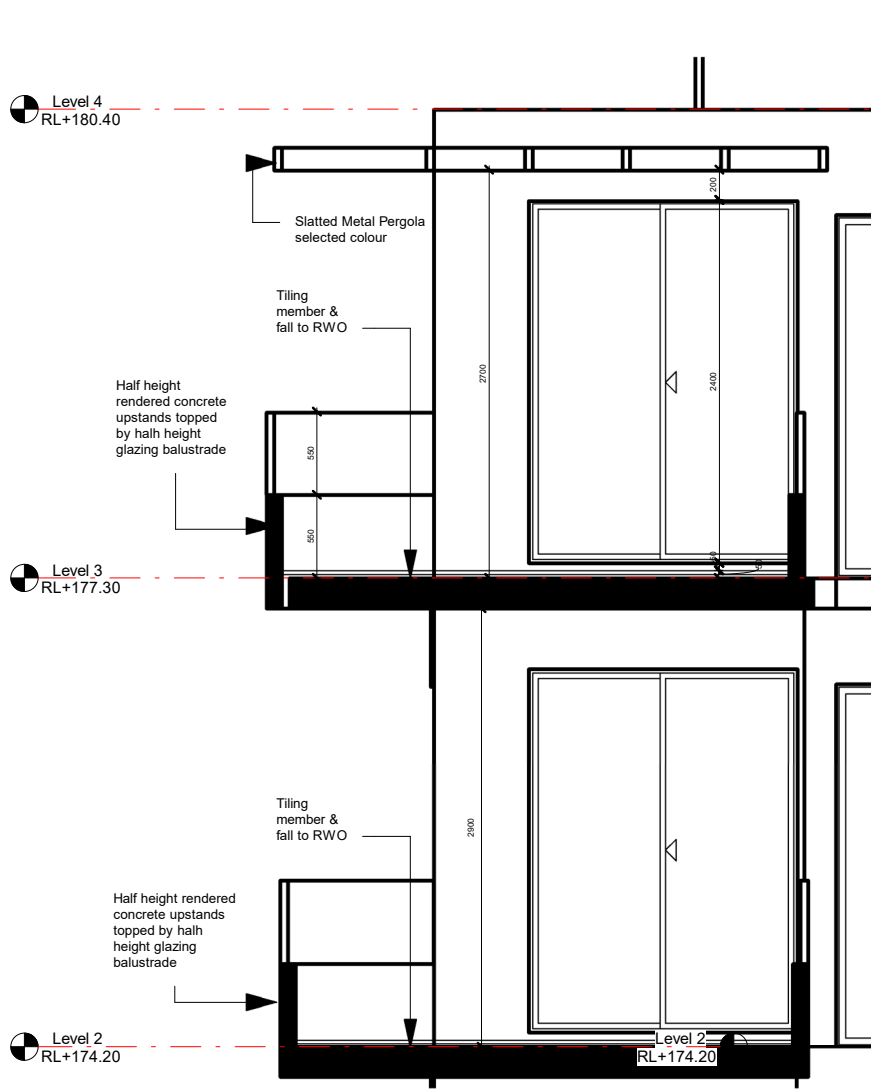 Level 4
RL+180.40
200
Slatted Metal Pergola
selected colour
Tiling
member &
fall to RWO
2700
2400
Half height
rendered concrete
upstands topped
by halh height
glazing balustrade
550
550
Level 3
RL+177.30
Tiling
member &
fall to RWO
2900
Half height rendered
concrete upstands
topped by halh
height glazing
balustrade
Level 2
RL+174.20
Level 2
RL+174.20